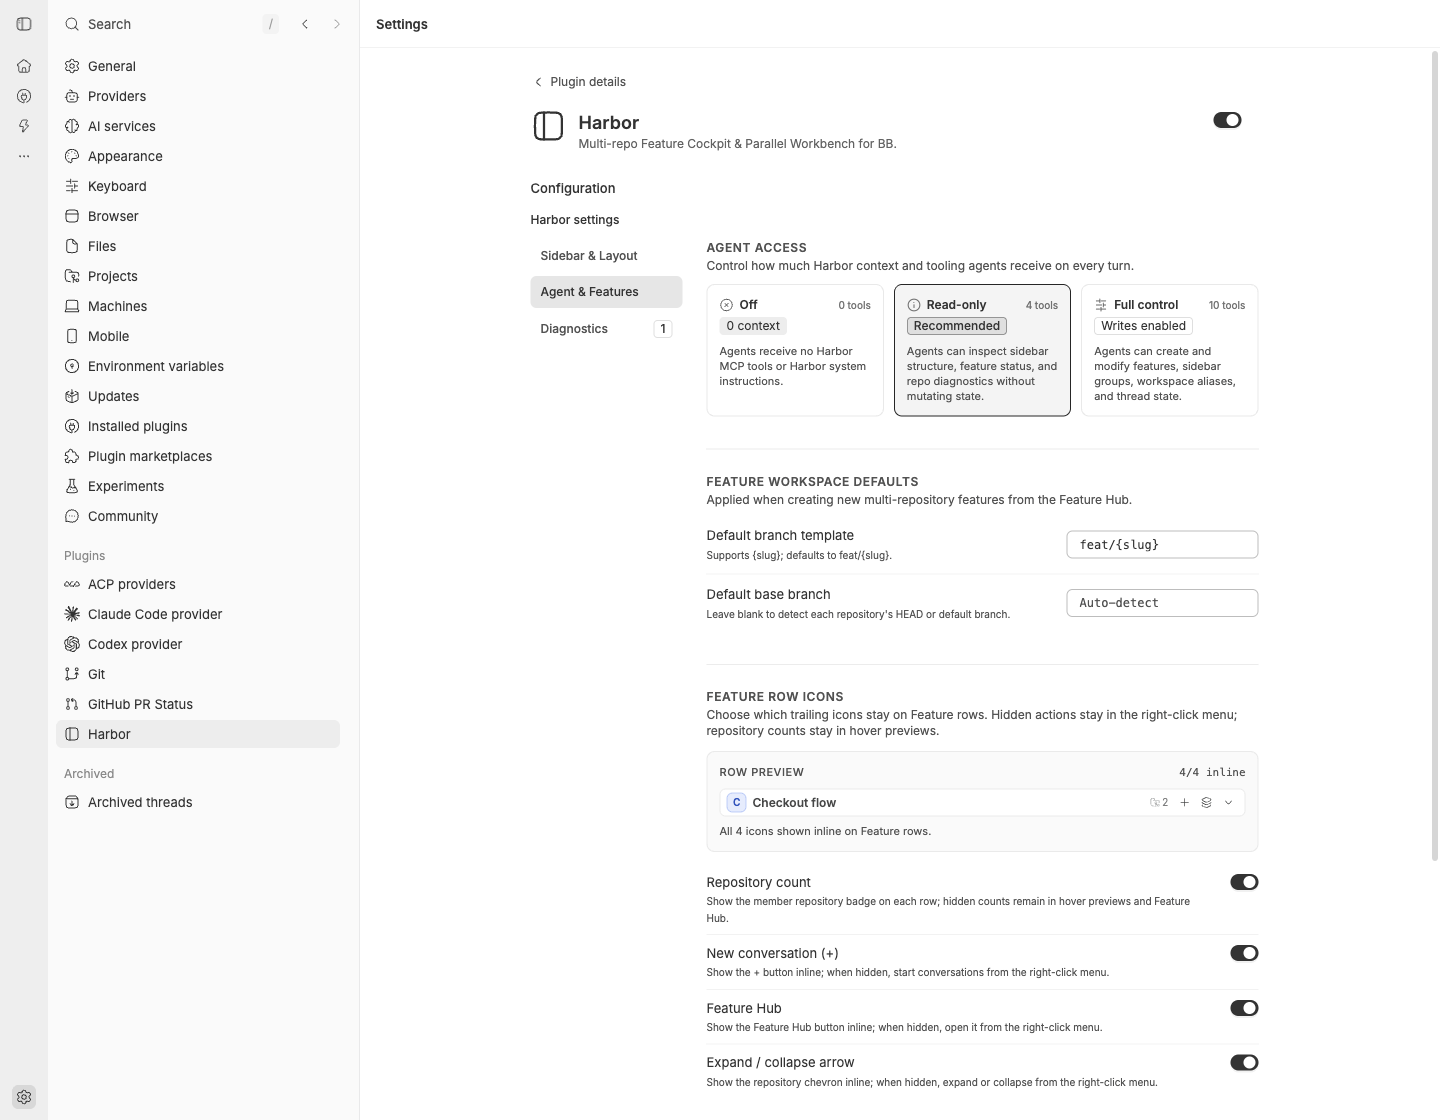 Search
/
Settings
General
Providers
AI services
Appearance
Keyboard
Browser
Files
Projects
Machines
Mobile
Environment variables
Updates
Installed plugins
Plugin marketplaces
Experiments
Community
Plugins
ACP providers
Claude Code provider
Codex provider
Git
GitHub PR Status
Harbor
Archived
Archived threads
Plugin details
Harbor
Multi-repo Feature Cockpit & Parallel Workbench for BB.
Configuration
Harbor settings
Sidebar & Layout
Agent & Features
Diagnostics
1
AGENT ACCESS
Control how much Harbor context and tooling agents receive on every turn.
Off
0 tools
0 context
Agents receive no Harbor
MCP tools or Harbor system
instructions.
Read-only
4 tools
Recommended
Agents can inspect sidebar
structure, feature status, and
repo diagnostics without
mutating state.
Full control
10 tools
Writes enabled
Agents can create and
modify features, sidebar
groups, workspace aliases,
and thread state.
FEATURE WORKSPACE DEFAULTS
Applied when creating new multi-repository features from the Feature Hub.
Default branch template
Supports {slug}; defaults to feat/{slug}.
feat/{slug}
Default base branch
Leave blank to detect each repository's HEAD or default branch.
Auto-detect
FEATURE ROW ICONS
Choose which trailing icons stay on Feature rows. Hidden actions stay in the right-click menu;
repository counts stay in hover previews.
ROW PREVIEW
4/4 inline
C
Checkout flow
2
All 4 icons shown inline on Feature rows.
Repository count
Show the member repository badge on each row; hidden counts remain in hover previews and Feature
Hub.
New conversation (+)
Show the + button inline; when hidden, start conversations from the right-click menu.
Feature Hub
Show the Feature Hub button inline; when hidden, open it from the right-click menu.
Expand / collapse arrow
Show the repository chevron inline; when hidden, expand or collapse from the right-click menu.